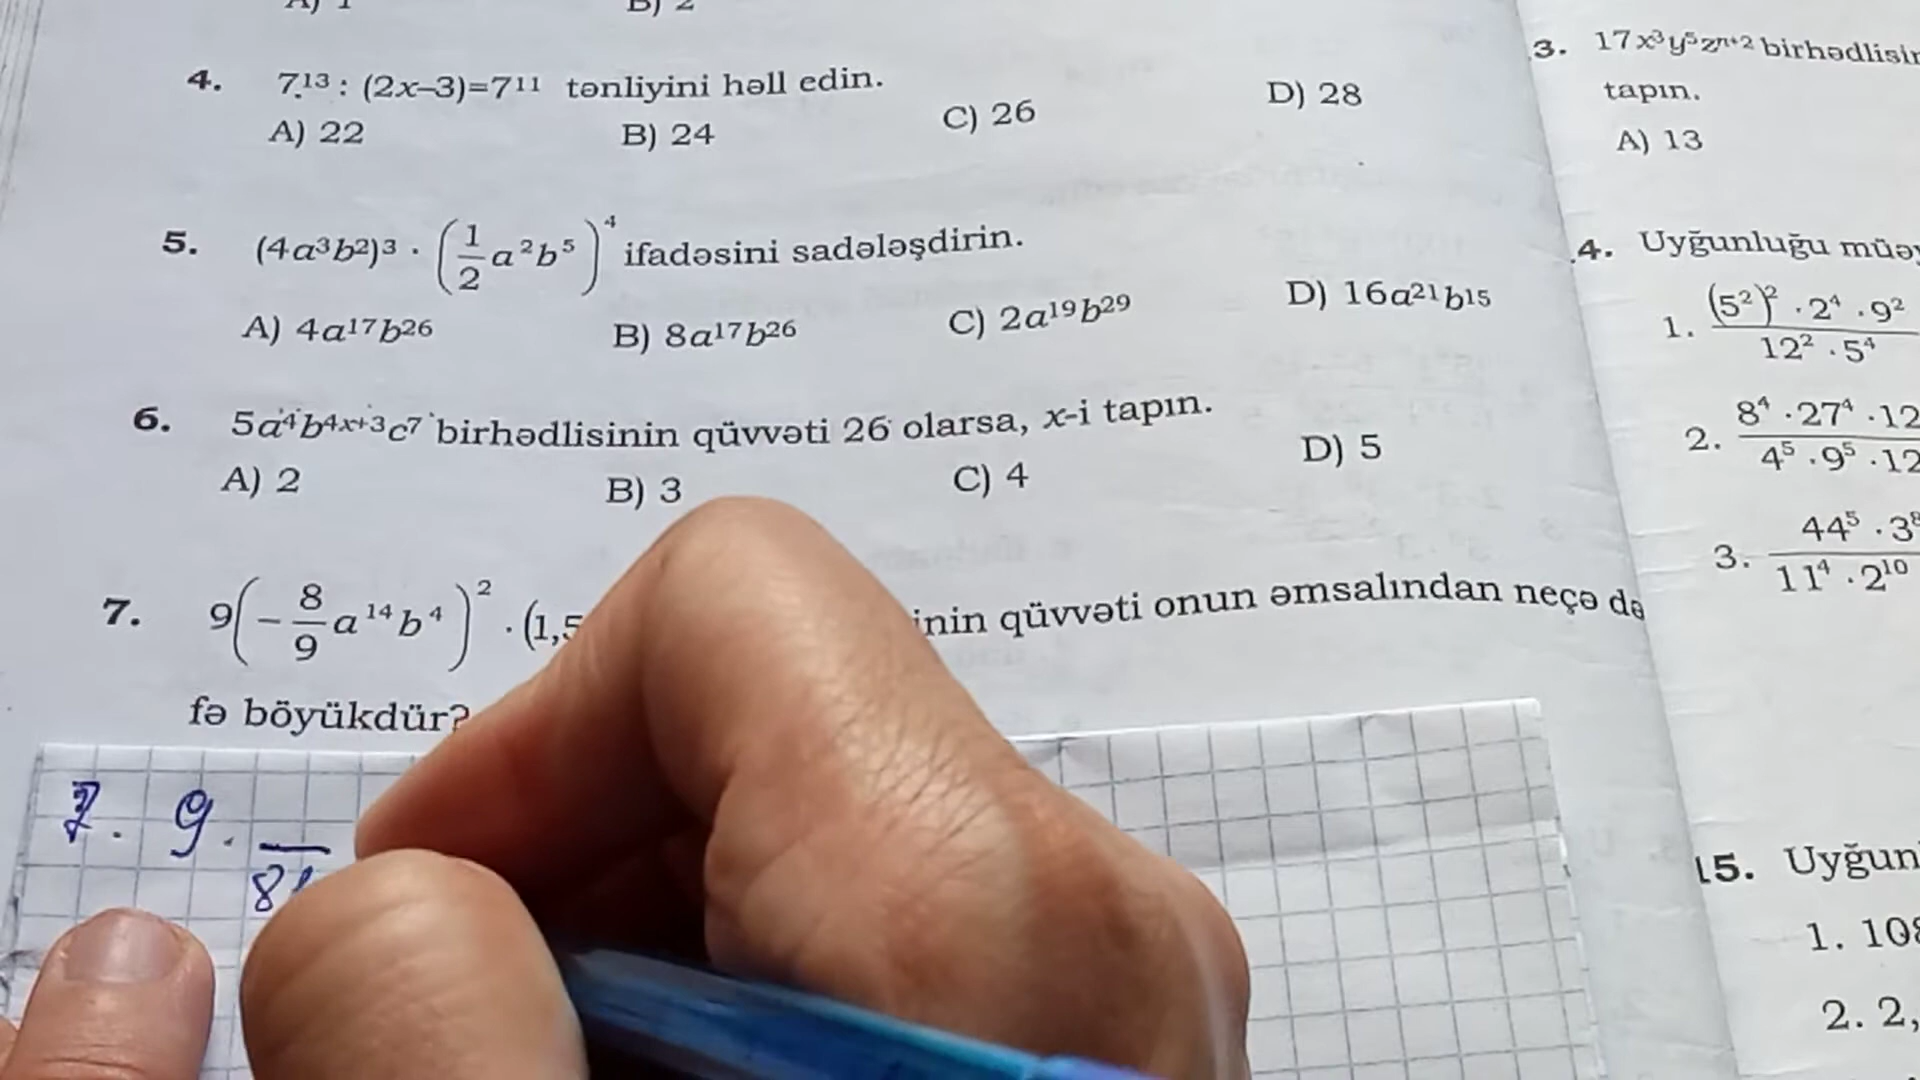 4. 7¹³ : (2x–3)=7¹¹ tənliyini həll edin.
A) 22 B) 24 C) 26 D) 28
5. (4a³b²)³ · (1/2 a²b⁵)⁴ ifadəsini sadələşdirin.
A) 4a¹⁷b²⁶ B) 8a¹⁷b²⁶ C) 2a¹⁹b²⁹ D) 16a²¹b¹⁵
6. 5a⁴b⁴ˣ⁺³c⁷ birhədlisinin qüvvəti 26 olarsa, x-i tapın.
A) 2 B) 3 C) 4 D) 5
7. 9(–8/9 a¹⁴b⁴)² · (1,5 inin qüvvəti onun əmsalından neçə də
fə böyükdür?
7. 9 · /81
3. 17x³y⁵zⁿ⁺² birhədlisin
tapın.
A) 13
4. Uyğunluğu müəy
1. (5²)² · 2⁴ · 9² / 12² · 5⁴
2. 8⁴ · 27⁴ · 12 / 4⁵ · 9⁵ · 12
3. 44⁵ · 3⁸ / 11⁴ · 2¹⁰
15. Uyğun
1. 108
2. 2,